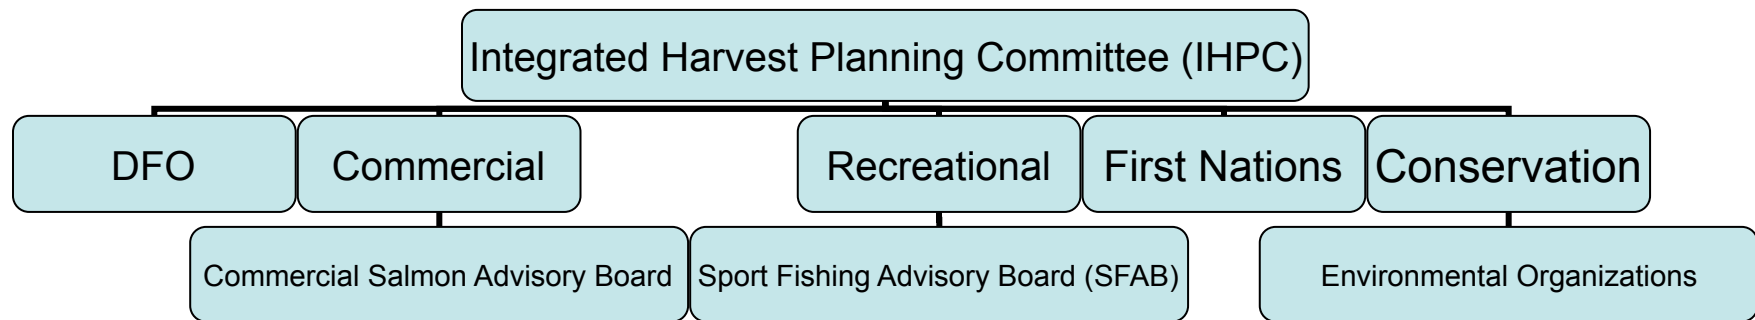 Integrated Harvest Planning Committee (IHPC)
DFO
Commercial
Recreational
First Nations
Conservation
Commercial Salmon Advisory Board
Sport Fishing Advisory Board (SFAB)
Environmental Organizations